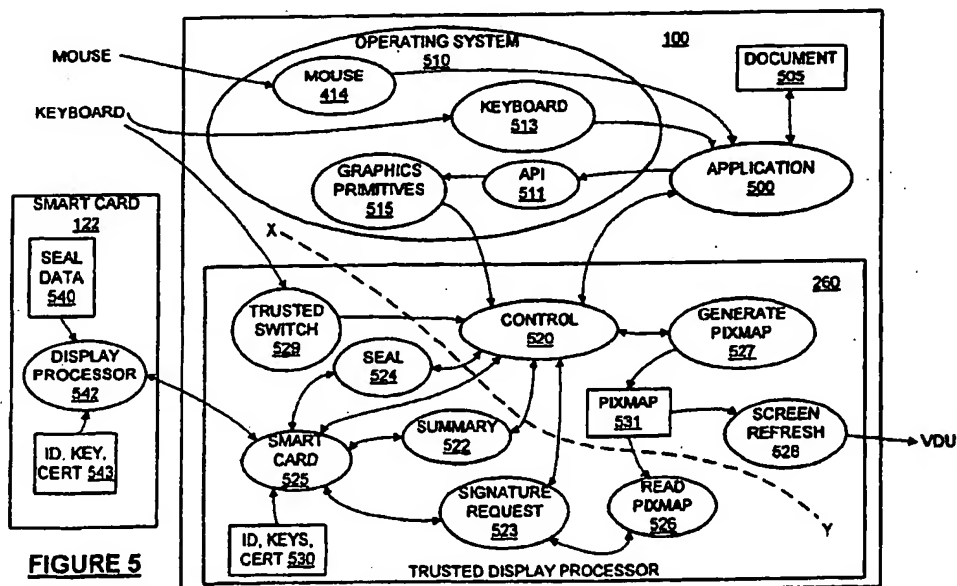 OPERATING SYSTEM
510
100
MOUSE
MOUSE
414
DOCUMENT
505
KEYBOARD
KEYBOARD
513
API
511
GRAPHICS
PRIMITIVES
515
APPLICATION
500
SMART CARD
122
SEAL
DATA
540
DISPLAY
PROCESSOR
542
ID, KEY,
CERT 543
X
260
TRUSTED
SWITCH
529
CONTROL
520
GENERATE
PIXMAP
527
SEAL
524
PIXMAP
531
SCREEN
REFRESH
528
VDU
SUMMARY
522
SMART
CARD
525
SIGNATURE
REQUEST
523
READ
PIXMAP
526
Y
ID, KEYS,
CERT 530
TRUSTED DISPLAY PROCESSOR
FIGURE 5